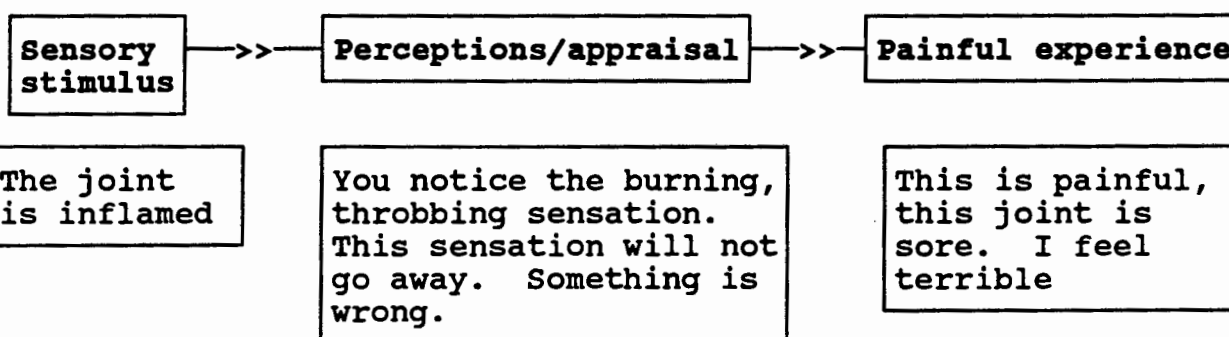 Sensory stimulus
Perceptions/appraisal
Painful experience
The joint
is inflamed
You notice the burning,
throbbing sensation.
This sensation will not
go away. Something is
wrong.
This is painful,
this joint is
sore. I feel
terrible